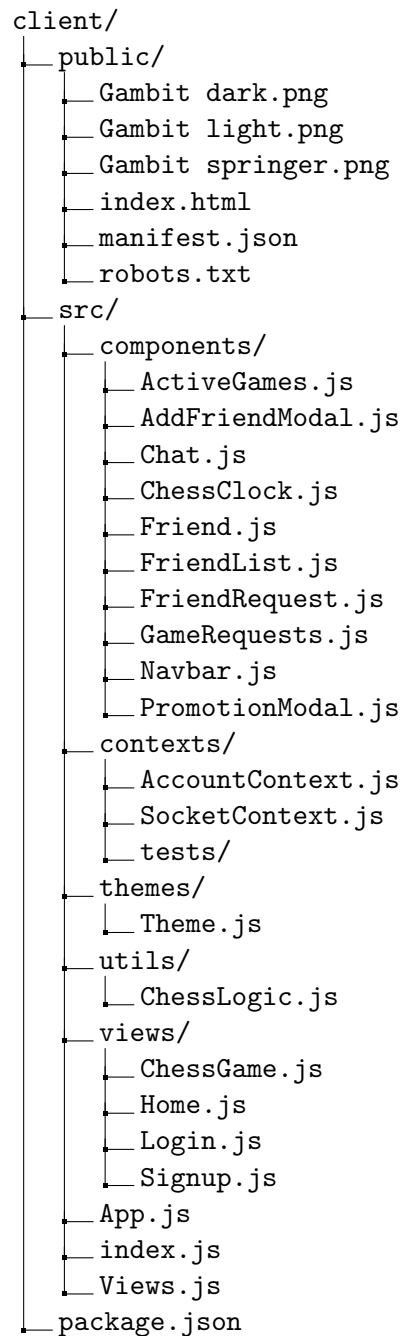 client/
public/
Gambit dark.png
Gambit light.png
Gambit springer.png
index.html
manifest.json
robots.txt
src/
components/
ActiveGames.js
AddFriendModal.js
Chat.js
ChessClock.js
Friend.js
FriendList.js
FriendRequest.js
GameRequests.js
Navbar.js
PromotionModal.js
contexts/
AccountContext.js
SocketContext.js
tests/
themes/
Theme.js
utils/
ChessLogic.js
views/
ChessGame.js
Home.js
Login.js
Signup.js
App.js
index.js
Views.js
package.json